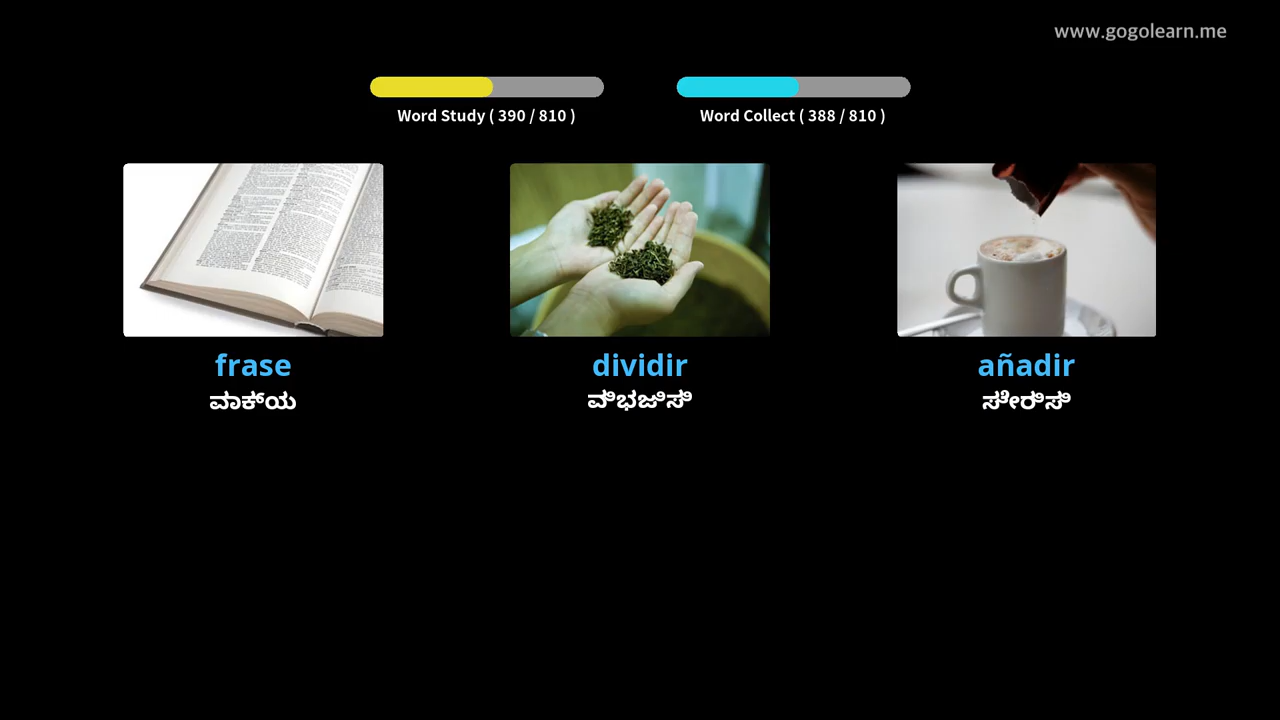 www.gogolearn.me
Word Study ( 390 / 810 )
Word Collect ( 388 / 810 )
frase
dividir
añadir
ವಾಕ್ಯ
ವಿಭಜಿಸಿ
ಸೇರಿಸಿ